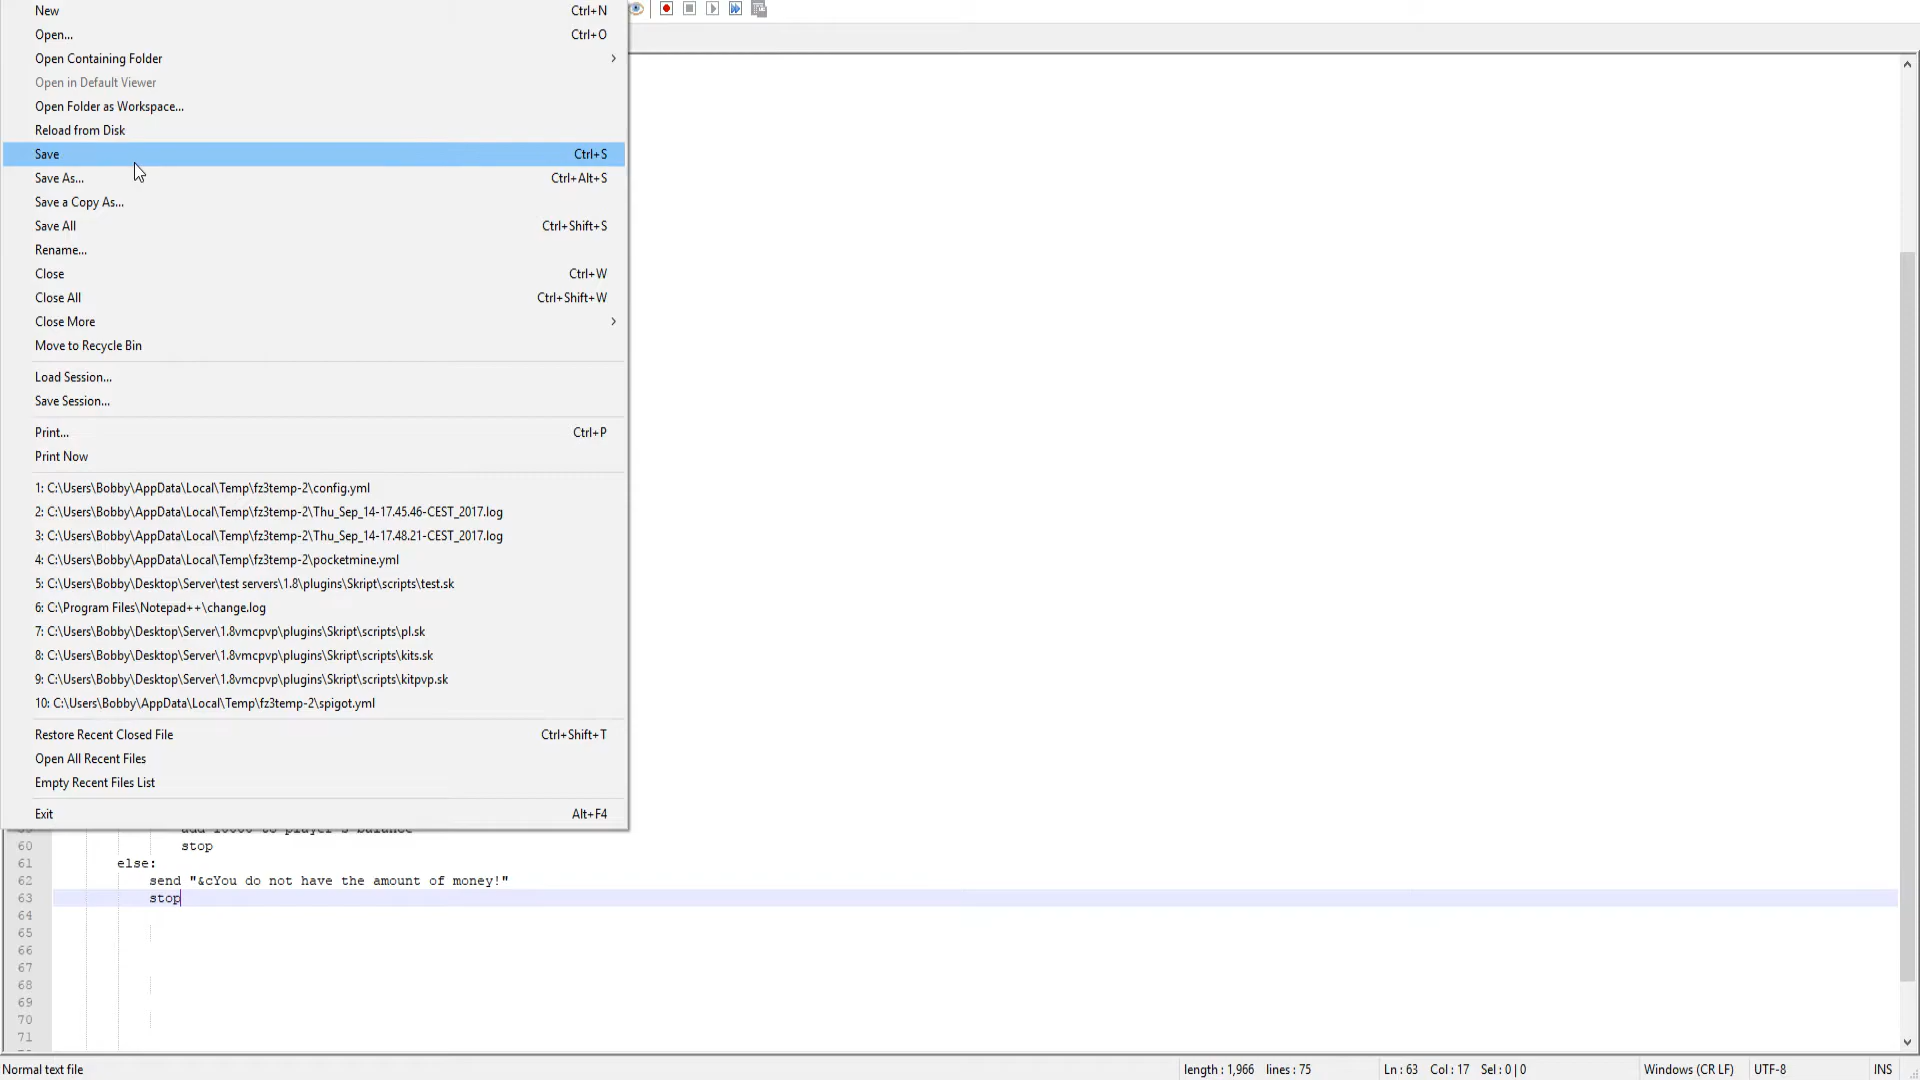 New Ctrl+N
Open... Ctrl+O
Open Containing Folder
Open in Default Viewer
Open Folder as Workspace...
Reload from Disk
Save Ctrl+S
Save As... Ctrl+Alt+S
Save a Copy As...
Save All Ctrl+Shift+S
Rename...
Close Ctrl+W
Close All Ctrl+Shift+W
Close More
Move to Recycle Bin
Load Session...
Save Session...
Print... Ctrl+P
Print Now
1: C:\Users\Bobby\AppData\Local\Temp\fz3temp-2\config.yml
2: C:\Users\Bobby\AppData\Local\Temp\fz3temp-2\Thu_Sep_14-17.45.46-CEST_2017.log
3: C:\Users\Bobby\AppData\Local\Temp\fz3temp-2\Thu_Sep_14-17.48.21-CEST_2017.log
4: C:\Users\Bobby\AppData\Local\Temp\fz3temp-2\pocketmine.yml
5: C:\Users\Bobby\Desktop\Server\test servers\1.8\plugins\Skript\scripts\test.sk
6: C:\Program Files\Notepad++\change.log
7: C:\Users\Bobby\Desktop\Server\1.8vmcpvp\plugins\Skript\scripts\pl.sk
8: C:\Users\Bobby\Desktop\Server\1.8vmcpvp\plugins\Skript\scripts\kits.sk
9: C:\Users\Bobby\Desktop\Server\1.8vmcpvp\plugins\Skript\scripts\kitpvp.sk
10: C:\Users\Bobby\AppData\Local\Temp\fz3temp-2\spigot.yml
Restore Recent Closed File Ctrl+Shift+T
Open All Recent Files
Empty Recent Files List
Exit Alt+F4
60 stop
61 else:
62 send "&cYou do not have the amount of money!"
63 stop
64
65
66
67
68
69
70
71
Normal text file length : 1,966 lines : 75 Ln : 63 Col : 17 Sel : 0 | 0 Windows (CR LF) UTF-8 INS